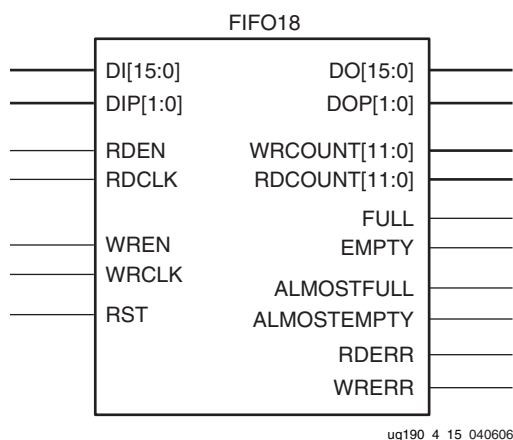 FIFO18
DI[15:0]
DIP[1:0]
RDEN
RDCLK
WREN
WRCLK
RST
DO[15:0]
DOP[1:0]
WRCOUNT[11:0]
RDCOUNT[11:0]
FULL
EMPTY
ALMOSTFULL
ALMOSTEMPTY
RDERR
WRERR
ug190_4_15_040606